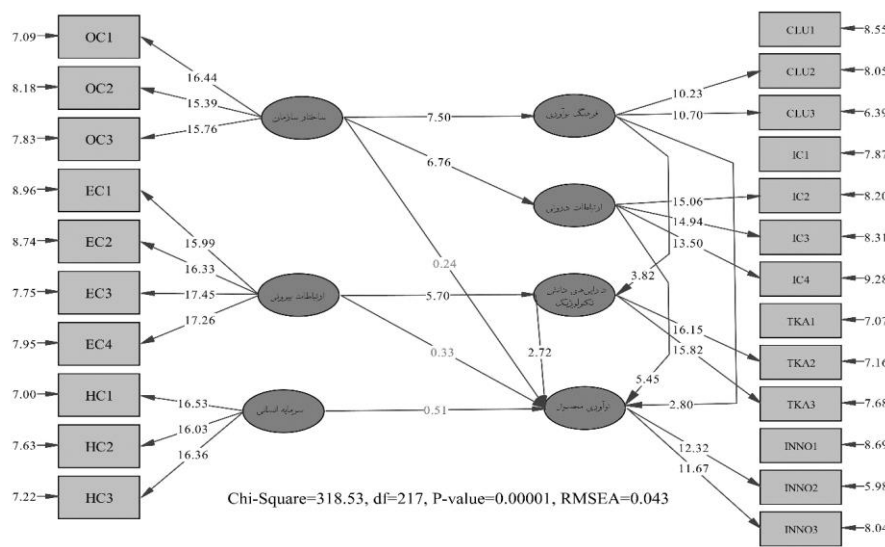 7.09 OC1
8.18 OC2
7.83 OC3
8.96 EC1
8.74 EC2
7.75 EC3
7.95 EC4
7.00 HC1
7.63 HC2
7.22 HC3
16.44
15.39
15.76
15.99
16.33
17.45
17.26
16.53
16.03
16.36
ساختار سازمان
ارتباطات بیرونی
سرمایه انسانی
7.50
6.76
0.24
5.70
0.33
0.51
فرهنگ نوآوری
ارتباطات درونی
دارایی‌های دانش
تکنولوژیک
نوآوری محصول
2.72
3.82
5.45
2.80
10.23
10.70
15.06
14.94
13.50
16.15
15.82
12.32
11.67
CLU1 8.55
CLU2 8.05
CLU3 6.39
IC1 7.87
IC2 8.20
IC3 8.31
IC4 9.28
TKA1 7.07
TKA2 7.16
TKA3 7.68
INNO1 8.69
INNO2 5.98
INNO3 8.04
Chi-Square=318.53, df=217, P-value=0.00001, RMSEA=0.043